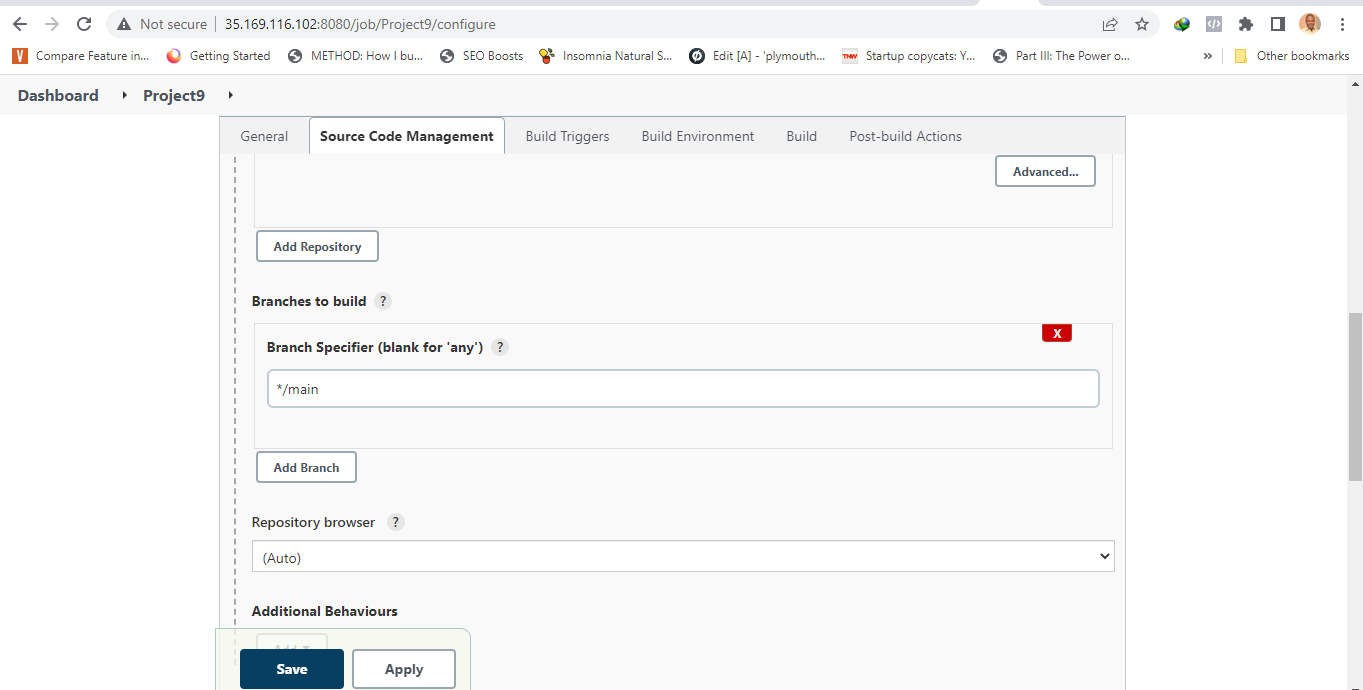 Not secure | 35.169.116.102:8080/job/Project9/configure
Compare Feature in... Getting Started METHOD: How I bu... SEO Boosts Insomnia Natural S... Edit [A] - 'plymouth... TNW Startup copycats: Y... Part III: The Power o... » Other bookmarks
Dashboard Project9
General Source Code Management Build Triggers Build Environment Build Post-build Actions
Advanced...
Add Repository
Branches to build ?
X
Branch Specifier (blank for 'any') ?
*/main
Add Branch
Repository browser ?
(Auto)
Additional Behaviours
Add
Save Apply